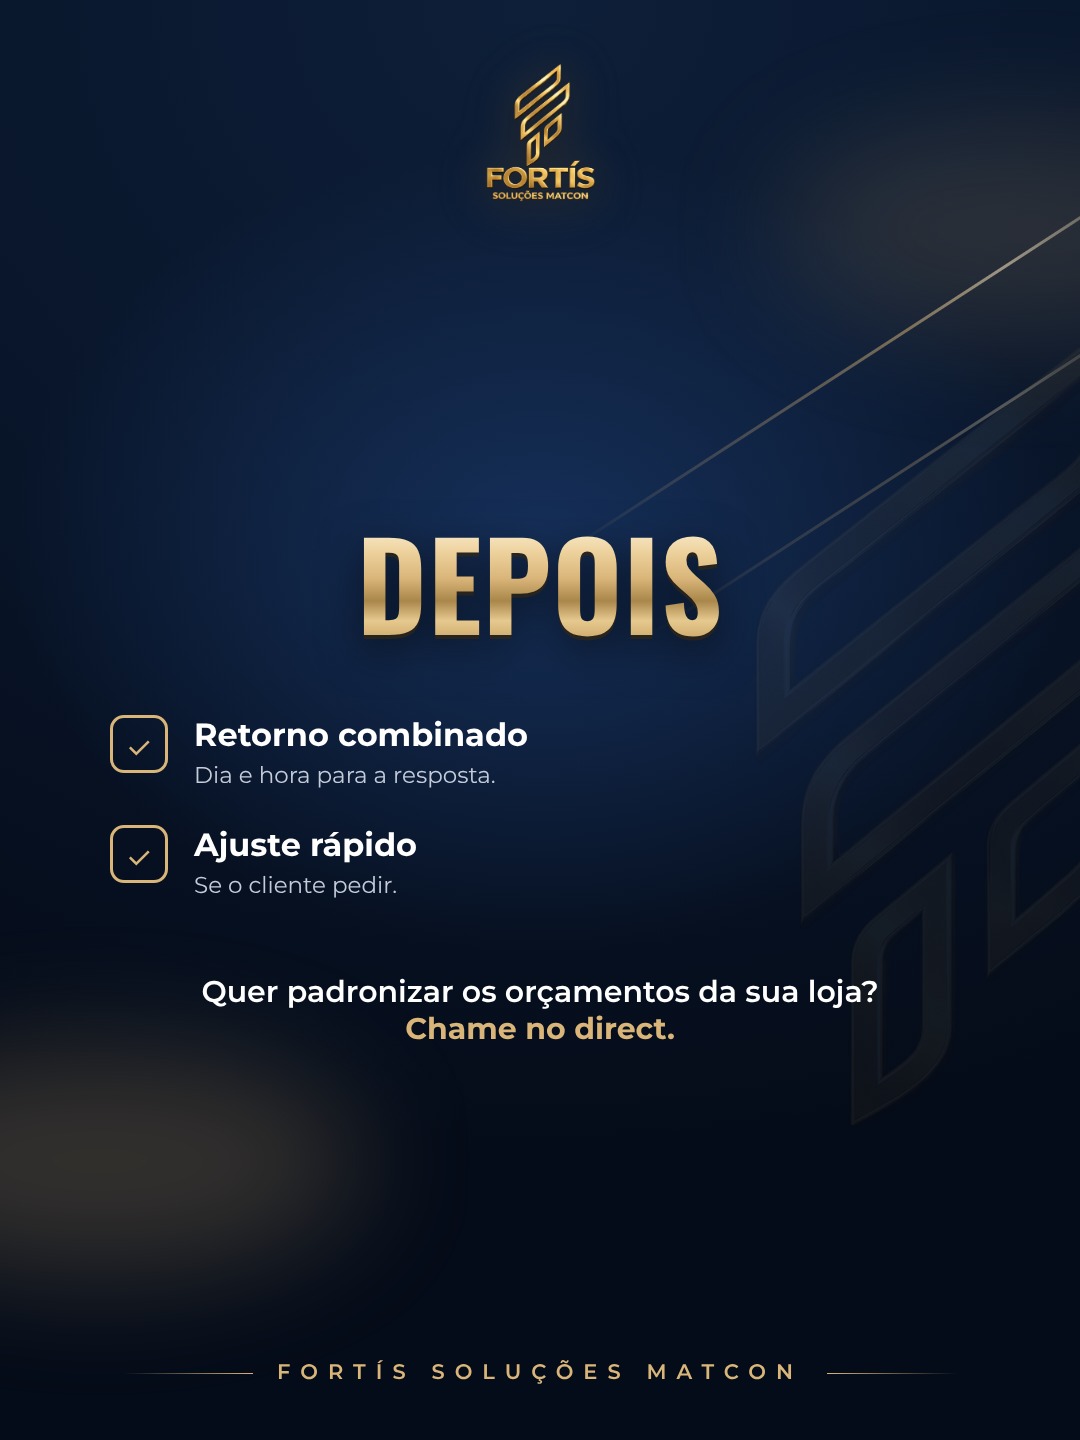 FORTÍS
SOLUÇÕES MATCON
DEPOIS
Retorno combinado
Dia e hora para a resposta.
Ajuste rápido
Se o cliente pedir.
Quer padronizar os orçamentos da sua loja?
Chame no direct.
FORTÍS SOLUÇÕES MATCON